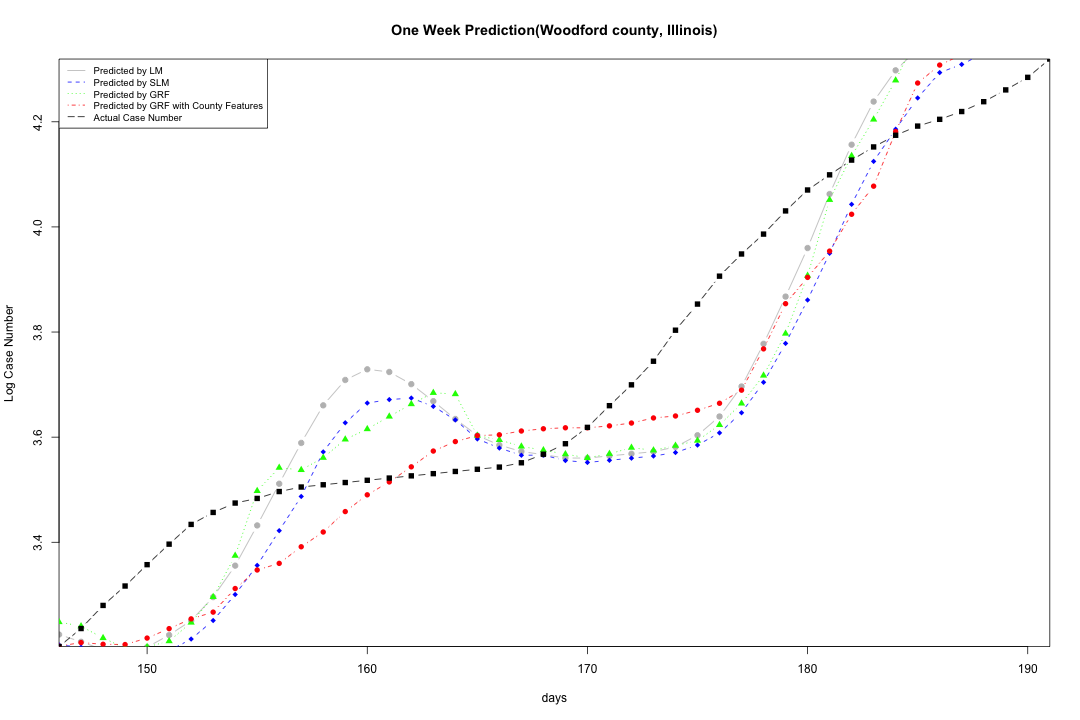 One Week Prediction(Woodford county, Illinois)
Predicted by LM
Predicted by SLM
Predicted by GRF
Predicted by GRF with County Features
Actual Case Number
4.2
4.0
3.8
3.6
3.4
Log Case Number
150 160 170 180 190
days